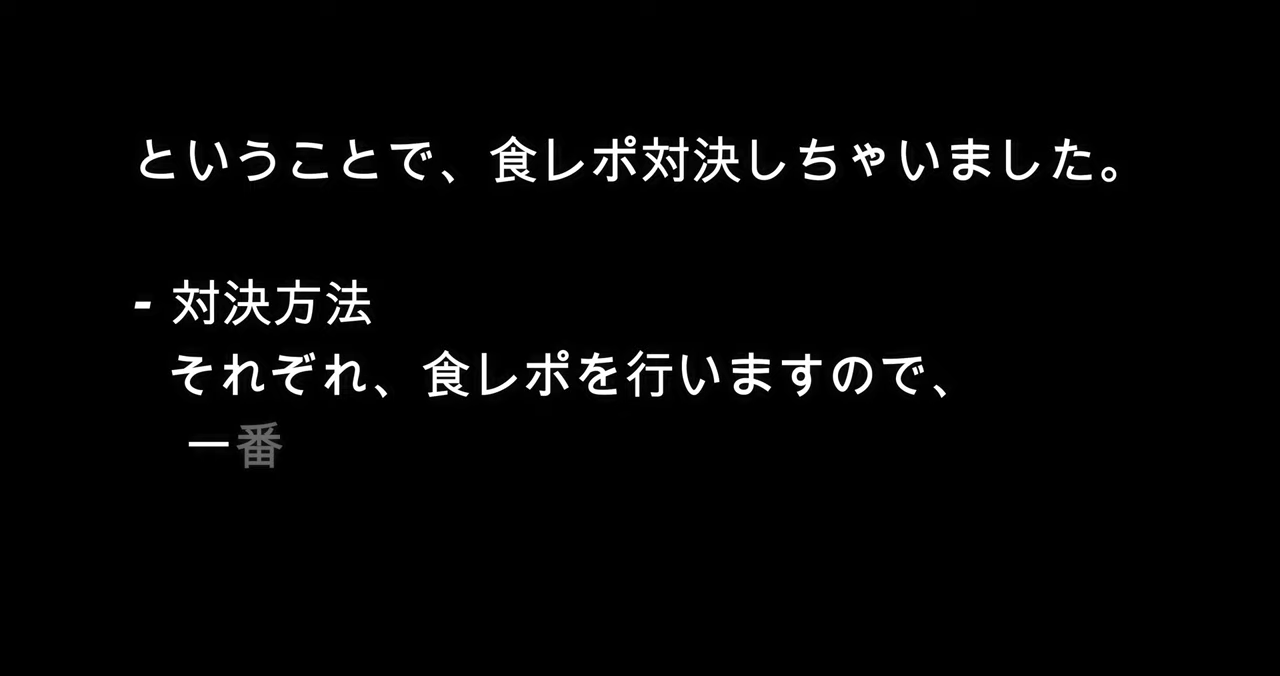 ということで、食レポ対決しちゃいました。
- 対決方法
それぞれ、食レポを行いますので、
一番